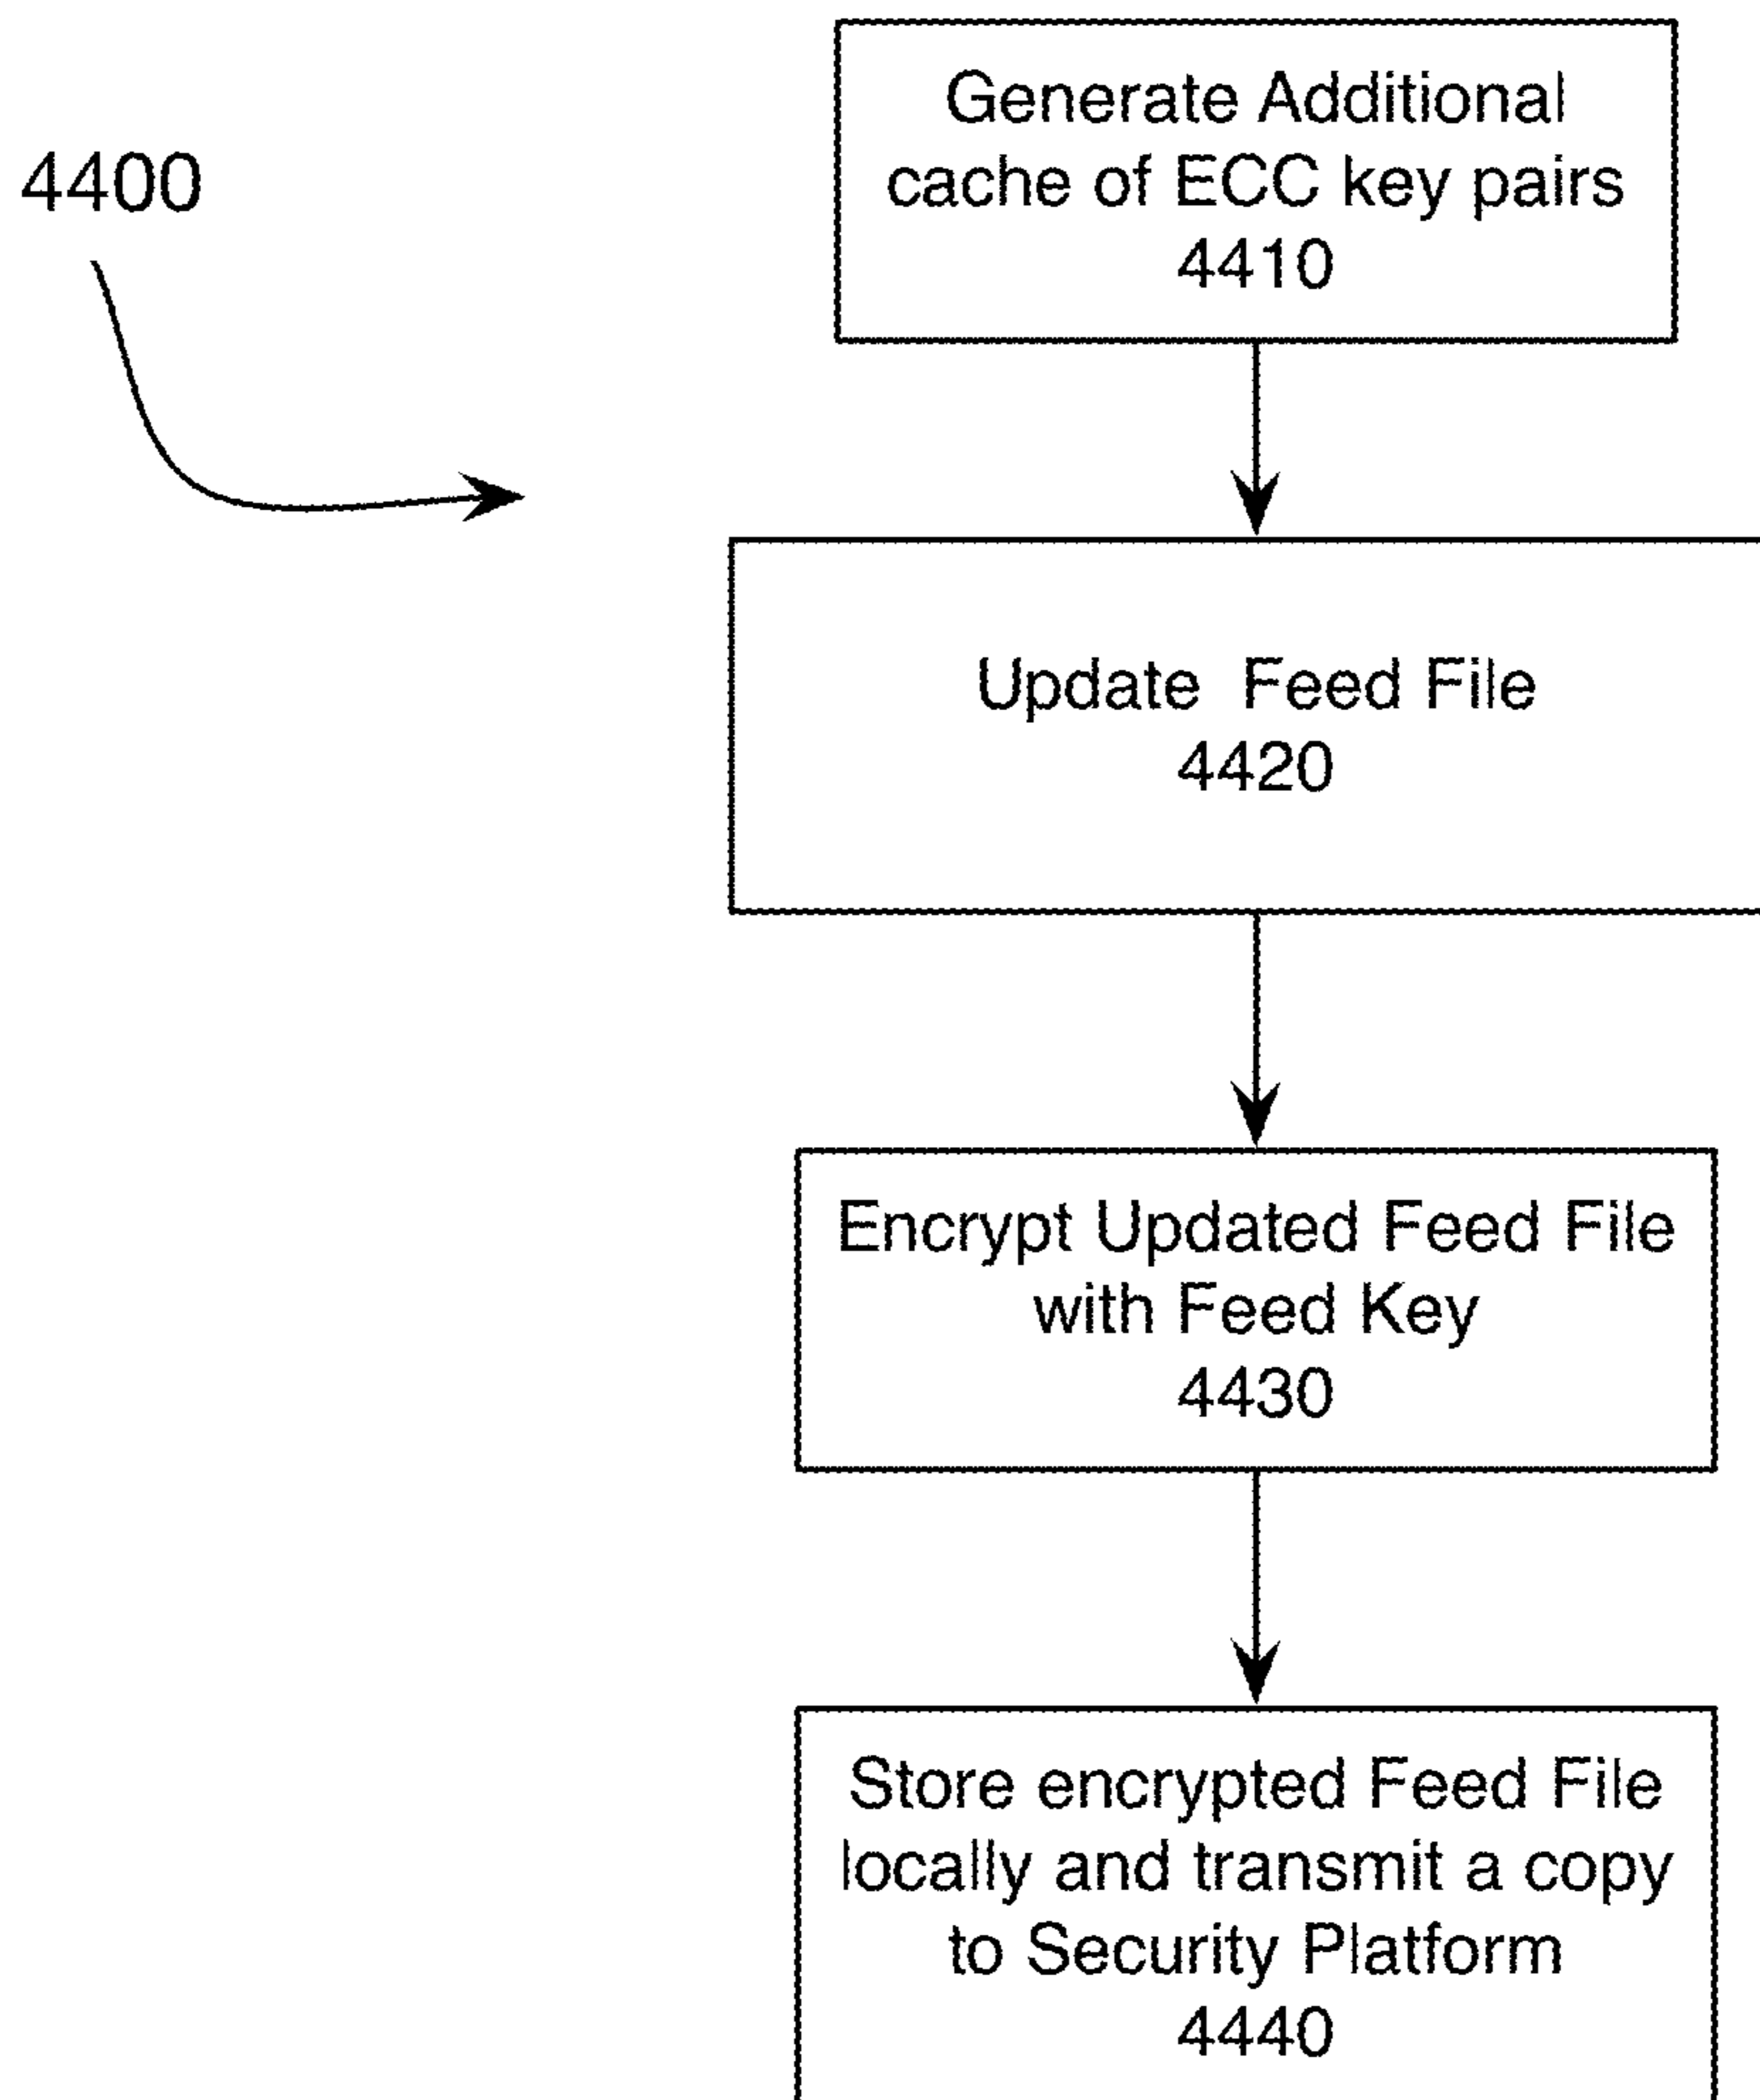 4400
Generate Additional
cache of ECC key pairs
4410
Update Feed File
4420
Encrypt Updated Feed File
with Feed Key
4430
Store encrypted Feed File
locally and transmit a copy
to Security Platform
4440